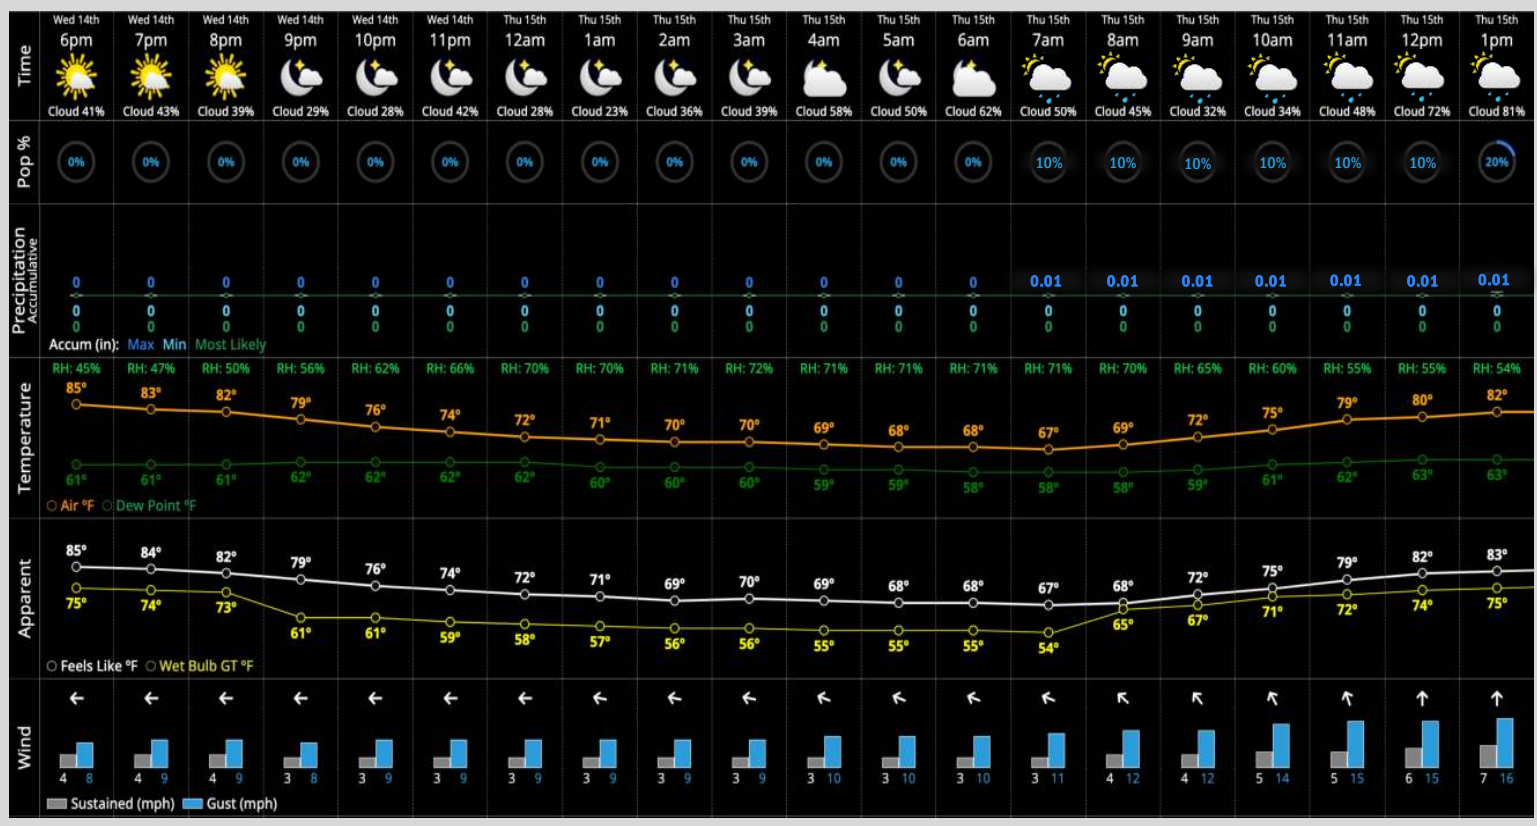 Time
Wed 14th Wed 14th Wed 14th Wed 14th Wed 14th Wed 14th Thu 15th Thu 15th Thu 15th Thu 15th Thu 15th Thu 15th Thu 15th Thu 15th Thu 15th Thu 15th Thu 15th Thu 15th Thu 15th Thu 15th
6pm 7pm 8pm 9pm 10pm 11pm 12am 1am 2am 3am 4am 5am 6am 7am 8am 9am 10am 11am 12pm 1pm
Cloud 41% Cloud 43% Cloud 39% Cloud 29% Cloud 28% Cloud 42% Cloud 28% Cloud 23% Cloud 36% Cloud 39% Cloud 58% Cloud 50% Cloud 62% Cloud 50% Cloud 45% Cloud 32% Cloud 34% Cloud 48% Cloud 72% Cloud 81%
Pop %
0% 0% 0% 0% 0% 0% 0% 0% 0% 0% 0% 0% 0% 10% 10% 10% 10% 10% 10% 20%
Precipitation
Accumulative
0 0 0 0 0 0 0 0 0 0 0 0 0 0.01 0.01 0.01 0.01 0.01 0.01 0.01
0 0 0 0 0 0 0 0 0 0 0 0 0 0 0 0 0 0 0 0
0 0 0 0 0 0 0 0 0 0 0 0 0 0 0 0 0 0 0 0
Accum (in): Max Min Most Likely
Temperature
RH: 45% RH: 47% RH: 50% RH: 56% RH: 62% RH: 66% RH: 70% RH: 70% RH: 71% RH: 72% RH: 71% RH: 71% RH: 71% RH: 71% RH: 70% RH: 65% RH: 60% RH: 55% RH: 55% RH: 54%
85° 83° 82° 79° 76° 74° 72° 71° 70° 70° 69° 68° 68° 67° 69° 72° 75° 79° 80° 82°
61° 61° 61° 62° 62° 62° 62° 60° 60° 60° 59° 59° 58° 58° 58° 59° 61° 62° 63° 63°
Air °F Dew Point °F
Apparent
85° 84° 82° 79° 76° 74° 72° 71° 69° 70° 69° 68° 68° 67° 68° 72° 75° 79° 82° 83°
75° 74° 73° 61° 61° 59° 58° 57° 56° 56° 55° 55° 55° 54° 65° 67° 71° 72° 74° 75°
Feels Like °F Wet Bulb GT °F
Wind
4 8 4 9 4 9 3 8 3 9 3 9 3 9 3 9 3 9 3 9 3 10 3 10 3 10 3 11 4 12 4 12 5 14 5 15 6 15 7 16
Sustained (mph) Gust (mph)